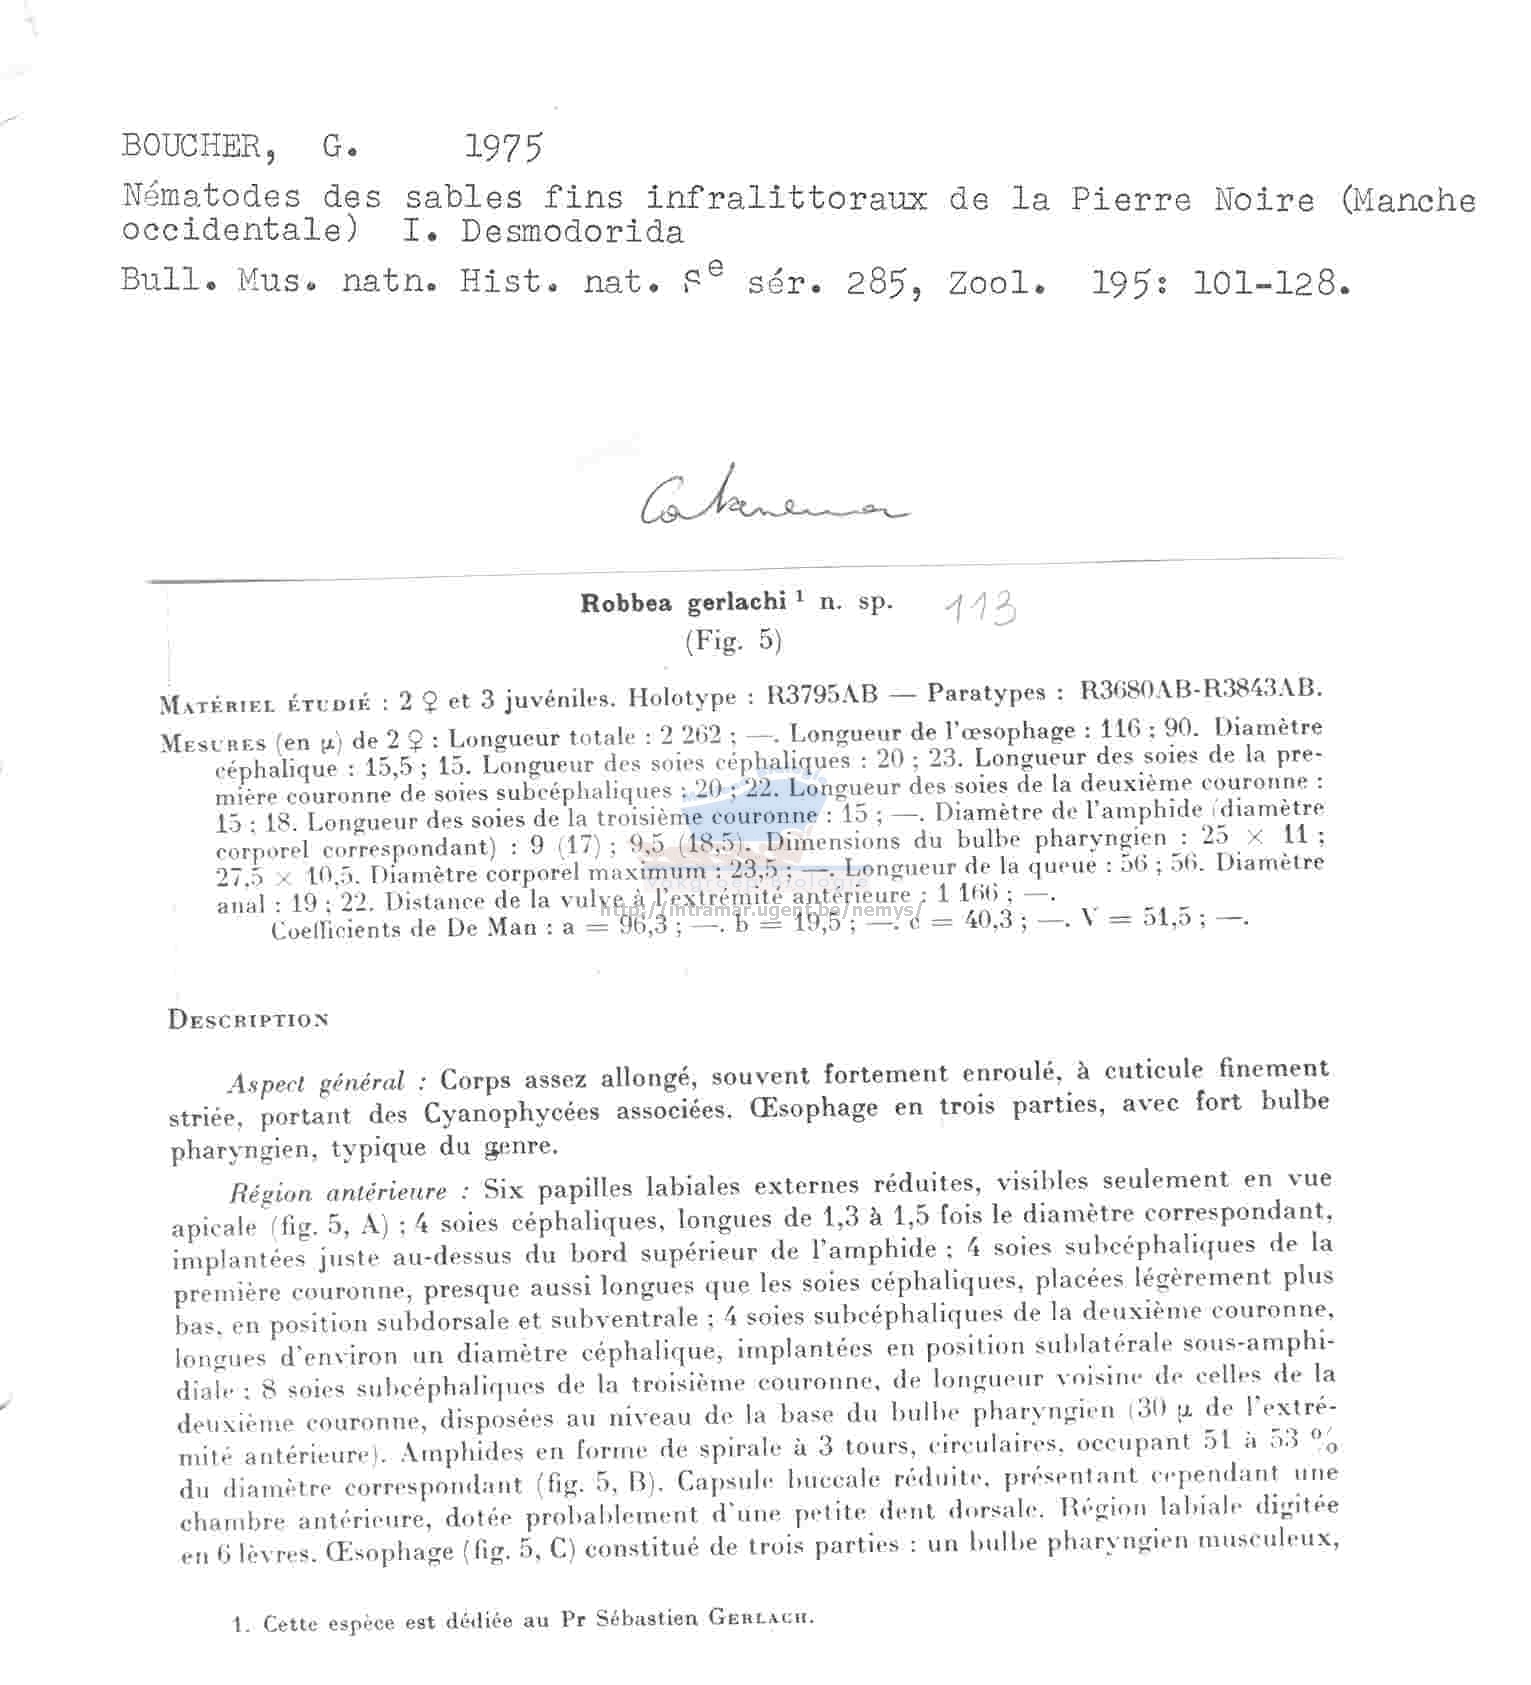 BOUCHER, G. 1975
Nématodes des sables fins infralittoraux de la Pierre Noire (Manche
occidentale) I. Desmodorida
Bull. Mus. natn. Hist. nat. sér. 285, Zool. 195: 101-128.
Robbea gerlachi ¹ n. sp. 113
(Fig. 5)
MATÉRIEL ÉTUDIÉ : 2 ♀ et 3 juvéniles. Holotype : R3795AB — Paratypes : R3680AB-R3843AB.
MESURES (en µ) de 2 ♀ : Longueur totale : 2 262 ; —. Longueur de l'œsophage : 116 ; 90. Diamètre
céphalique : 15,5 ; 15. Longueur des soies céphaliques : 20 ; 23. Longueur des soies de la pre-
mière couronne de soies subcéphaliques : 20 ; 22. Longueur des soies de la deuxième couronne :
15 ; 18. Longueur des soies de la troisième couronne : 15 ; —. Diamètre de l'amphide (diamètre
corporel correspondant) : 9 (17) ; 9,5 (18,5). Dimensions du bulbe pharyngien : 25 × 11 ;
27,5 × 10,5. Diamètre corporel maximum : 23,5 ; —. Longueur de la queue : 56 ; 56. Diamètre
Vakgroep Biologie
anal : 19 ; 22. Distance de la vulve à l'extrémité antérieure : 1 166 ; —.
http://intramar.ugent.be/nemys/
Coefficients de De Man : a = 96,3 ; —. b = 19,5 ; —. c = 40,3 ; —. V = 51,5 ; —.
DESCRIPTION
Aspect général : Corps assez allongé, souvent fortement enroulé, à cuticule finement
striée, portant des Cyanophycées associées. Œsophage en trois parties, avec fort bulbe
pharyngien, typique du genre.
Région antérieure : Six papilles labiales externes réduites, visibles seulement en vue
apicale (fig. 5, A) ; 4 soies céphaliques, longues de 1,3 à 1,5 fois le diamètre correspondant,
implantées juste au-dessus du bord supérieur de l'amphide ; 4 soies subcéphaliques de la
première couronne, presque aussi longues que les soies céphaliques, placées légèrement plus
bas, en position subdorsale et subventrale ; 4 soies subcéphaliques de la deuxième couronne,
longues d'environ un diamètre céphalique, implantées en position sublatérale sous-amphi-
diale ; 8 soies subcéphaliques de la troisième couronne, de longueur voisine de celles de la
deuxième couronne, disposées au niveau de la base du bulbe pharyngien (30 µ de l'extré-
mité antérieure). Amphides en forme de spirale à 3 tours, circulaires, occupant 51 à 53 %
du diamètre correspondant (fig. 5, B). Capsule buccale réduite, présentant cependant une
chambre antérieure, dotée probablement d'une petite dent dorsale. Région labiale digitée
en 6 lèvres. Œsophage (fig. 5, C) constitué de trois parties : un bulbe pharyngien musculeux,
1. Cette espèce est dédiée au Pr Sébastien GERLACH.